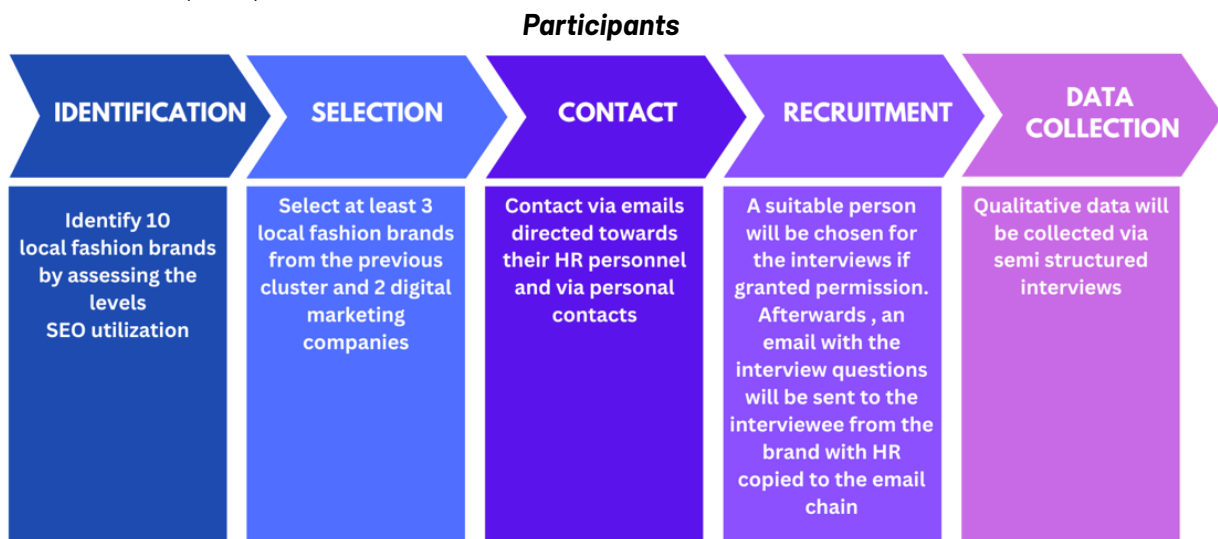 Participants
IDENTIFICATION
SELECTION
CONTACT
RECRUITMENT
DATA
COLLECTION
Identify 10
local fashion brands
by assessing the
levels
SEO utilization
Select at least 3
local fashion brands
from the previous
cluster and 2 digital
marketing
companies
Contact via emails
directed towards
their HR personnel
and via personal
contacts
A suitable person
will be chosen for
the interviews if
granted permission.
Afterwards , an
email with the
interview questions
will be sent to the
interviewee from the
brand with HR
copied to the email
chain
Qualitative data will
be collected via
semi structured
interviews